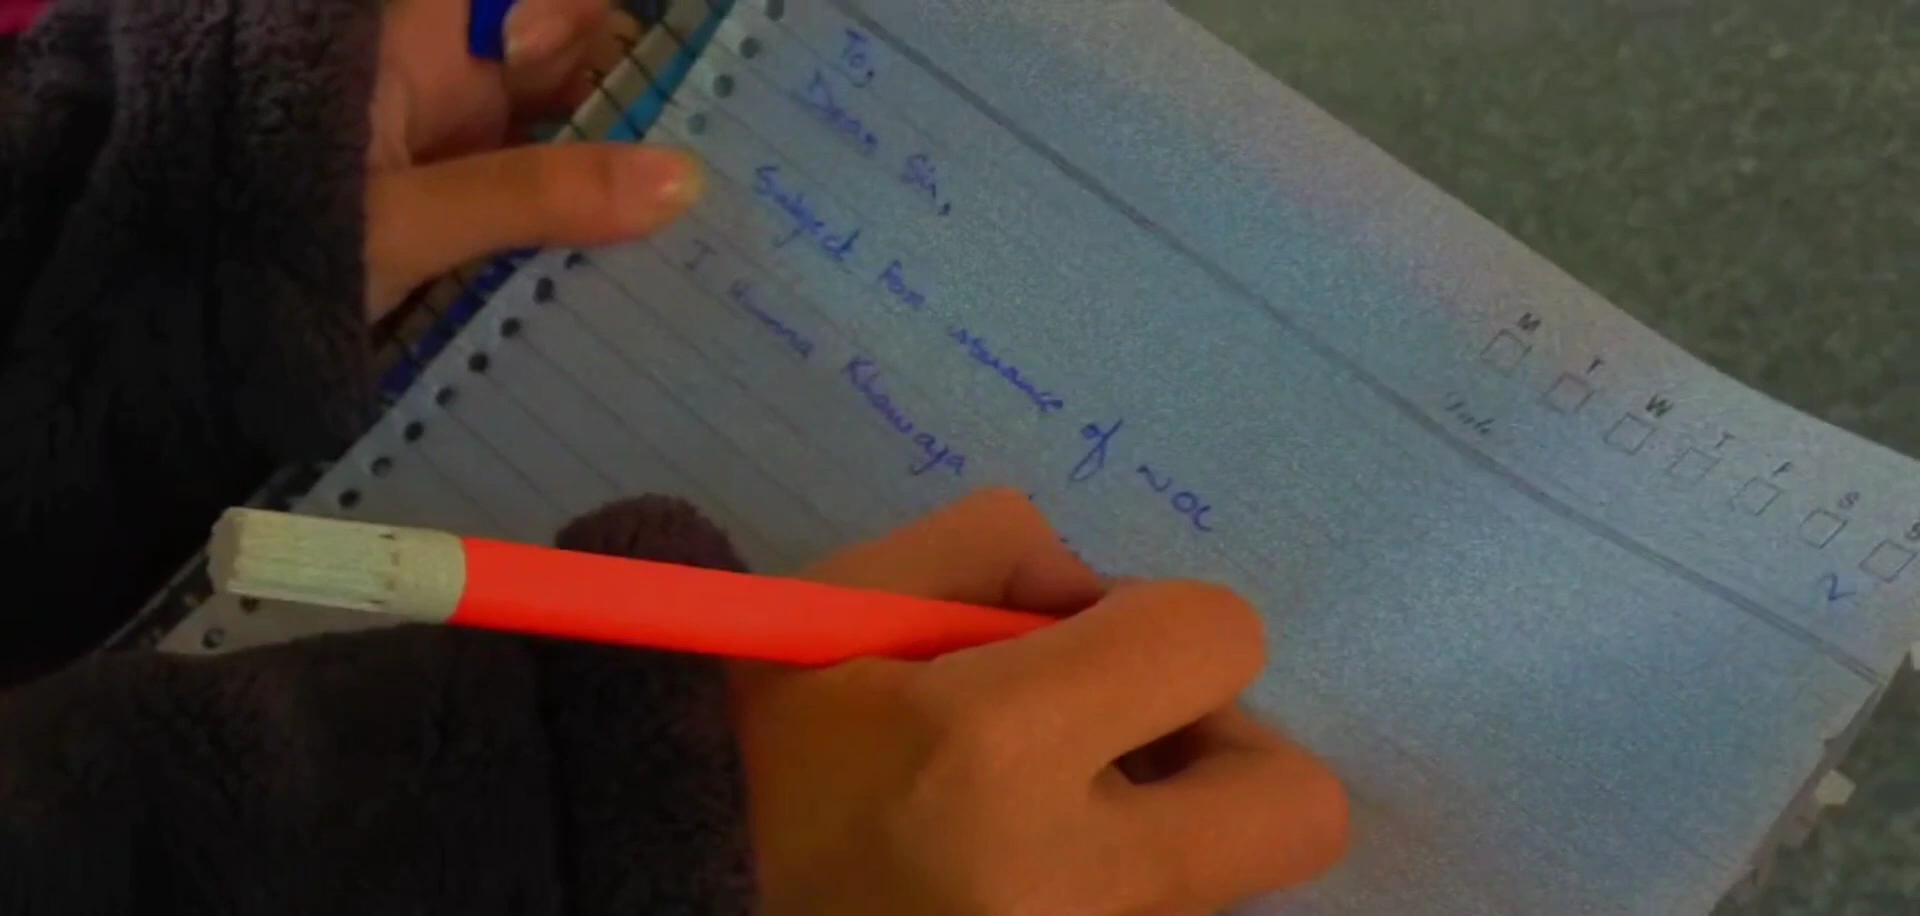 M T W T F S S
To,
Dear Sir,
Subject For issuance of NOC
I Humna Khawaja